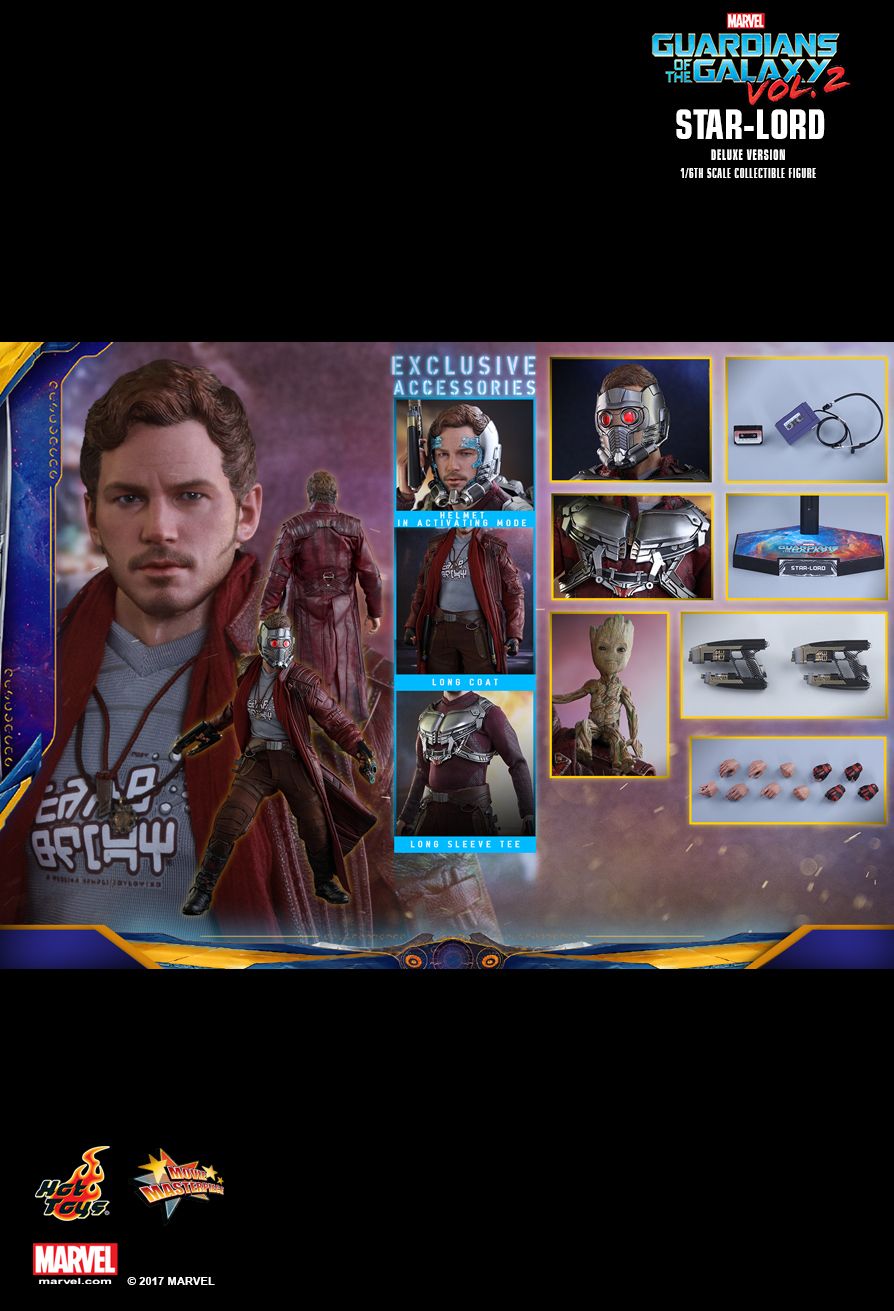 MARVEL
GUARDIANS
OF THE GALAXY
VOL. 2
STAR-LORD
DELUXE VERSION
1/6TH SCALE COLLECTIBLE FIGURE
EXCLUSIVE
ACCESSORIES
HELMET
IN ACTIVATING MODE
LONG COAT
LONG SLEEVE TEE
STAR-LORD
Hot
Toys
MOVIE
MASTERPIECE
MARVEL
marvel.com
© 2017 MARVEL